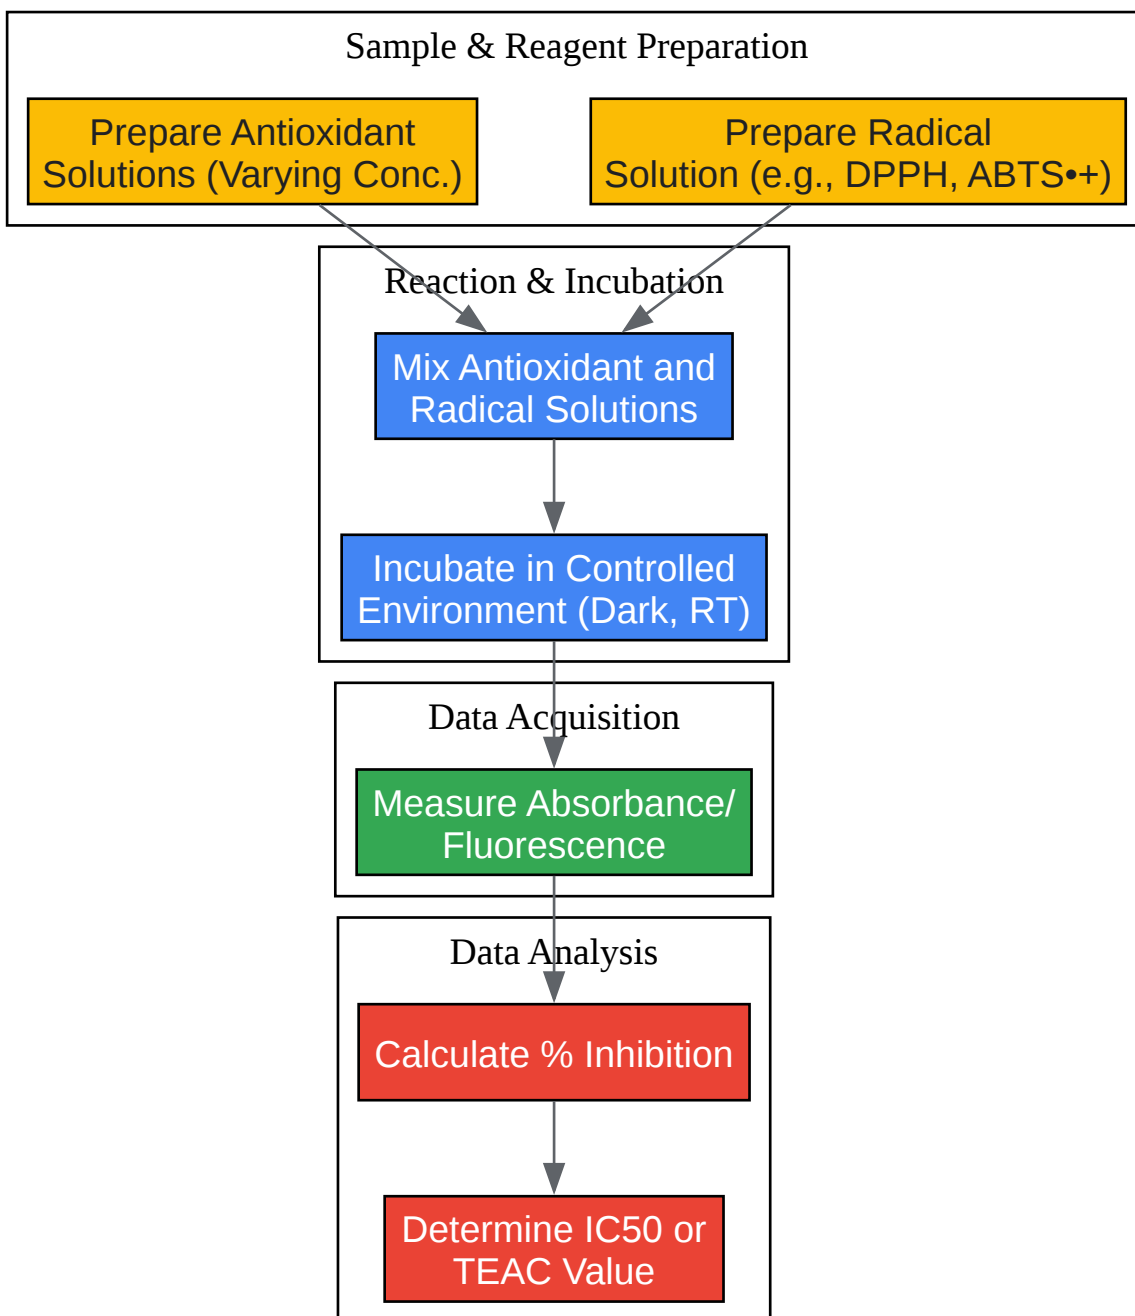 Sample & Reagent Preparation
Prepare Antioxidant
Solutions (Varying Conc.)
Prepare Radical
Solution (e.g., DPPH, ABTS•+)
Reaction & Incubation
Mix Antioxidant and
Radical Solutions
Incubate in Controlled
Environment (Dark, RT)
Data Acquisition
Measure Absorbance/
Fluorescence
Data Analysis
Calculate % Inhibition
Determine IC50 or
TEAC Value